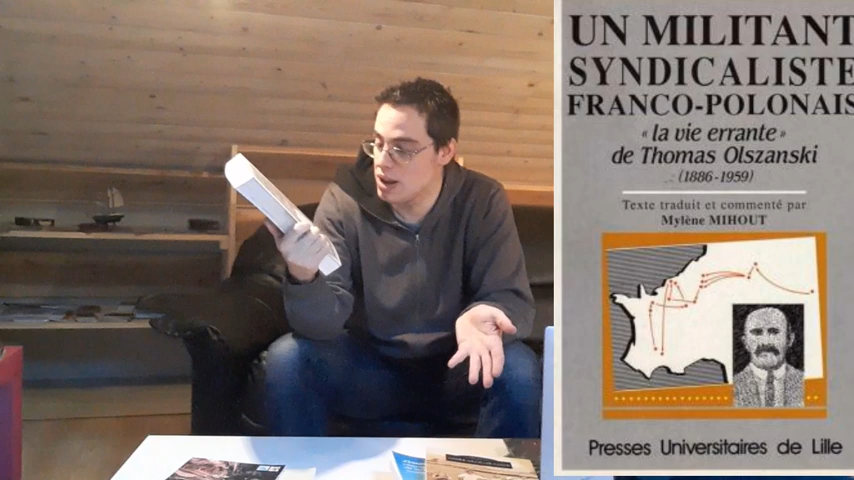 UN MILITANT
SYNDICALISTE
FRANCO-POLONAIS
« la vie errante »
de Thomas Olszanski
(1886-1959)
Texte traduit et commenté par
Mylène MIHOUT
Presses Universitaires de Lille